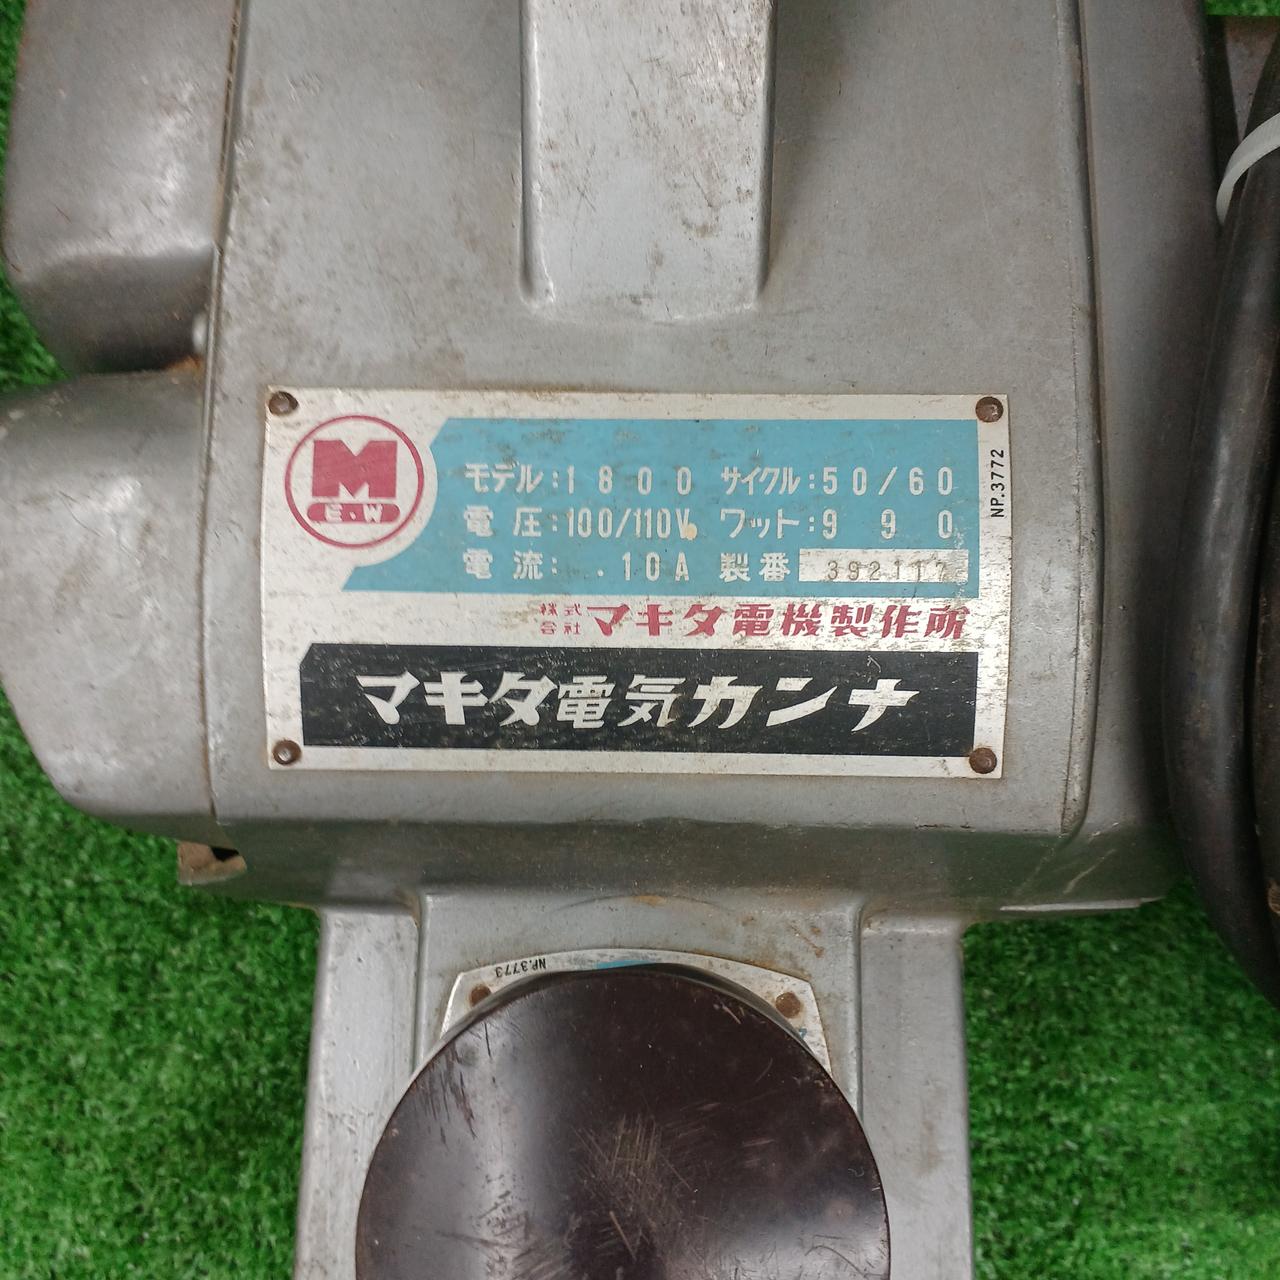 M
E・W
モデル:1800 サイクル:50/60
電圧:100/110V. ワット:990
電流: .10A 製番 392117
NP.3772
株式会社 マキタ電機製作所
マキタ電気カンナ
NP.3773